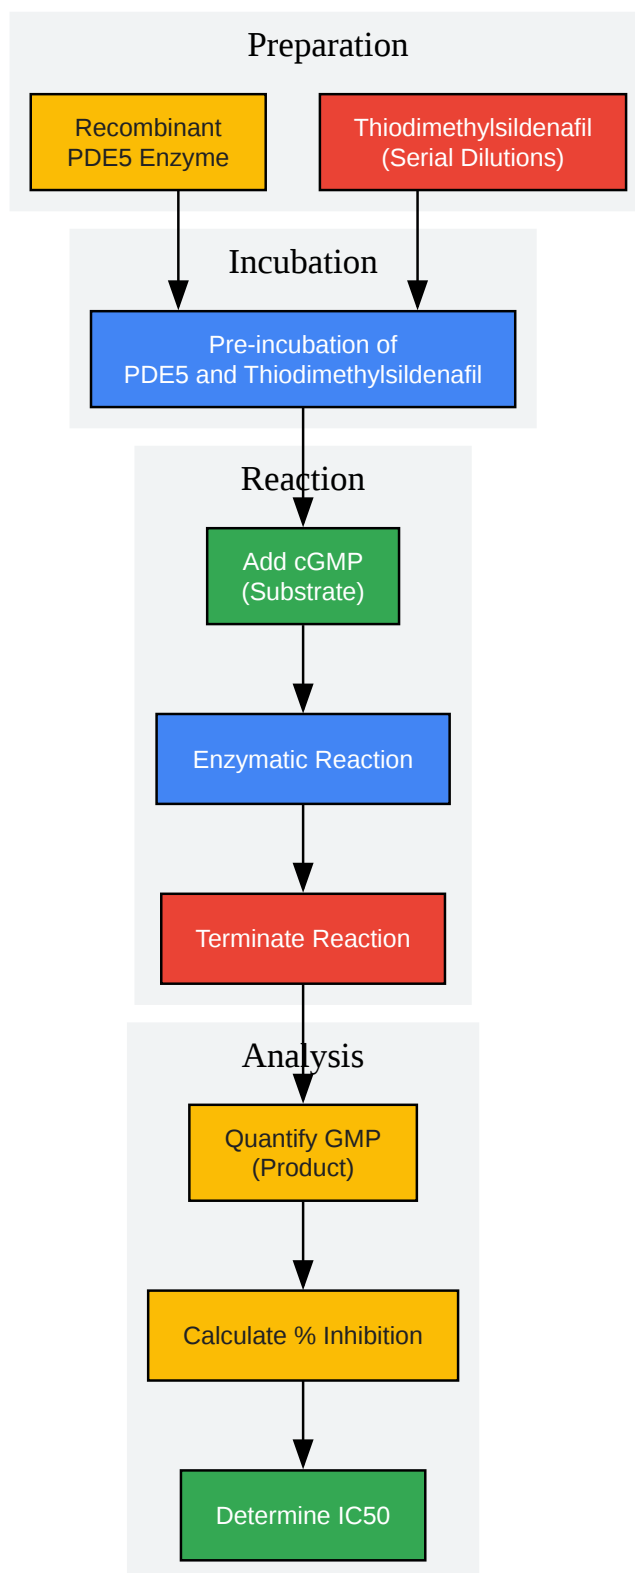 Preparation
Recombinant
PDE5 Enzyme
Thiodimethylsildenafil
(Serial Dilutions)
Incubation
Pre-incubation of
PDE5 and Thiodimethylsildenafil
Reaction
Add cGMP
(Substrate)
Enzymatic Reaction
Terminate Reaction
Analysis
Quantify GMP
(Product)
Calculate % Inhibition
Determine IC50